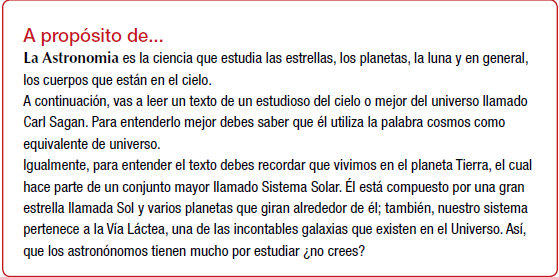 A propósito de...
La Astronomía es la ciencia que estudia las estrellas, los planetas, la luna y en general,
los cuerpos que están en el cielo.
A continuación, vas a leer un texto de un estudioso del cielo o mejor del universo llamado
Carl Sagan. Para entenderlo mejor debes saber que él utiliza la palabra cosmos como
equivalente de universo.
Igualmente, para entender el texto debes recordar que vivimos en el planeta Tierra, el cual
hace parte de un conjunto mayor llamado Sistema Solar. Él está compuesto por una gran
estrella llamada Sol y varios planetas que giran alrededor de él; también, nuestro sistema
pertenece a la Vía Láctea, una de las incontables galaxias que existen en el Universo. Así,
que los astronónomos tienen mucho por estudiar ¿no crees?